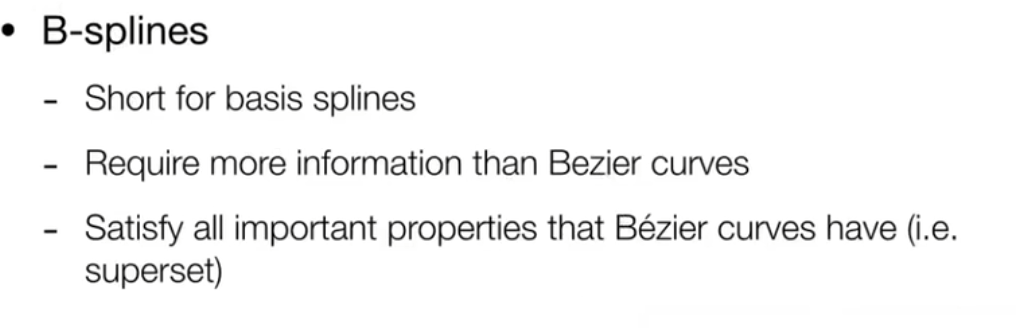 • B-splines
- Short for basis splines
- Require more information than Bezier curves
- Satisfy all important properties that Bézier curves have (i.e.
superset)